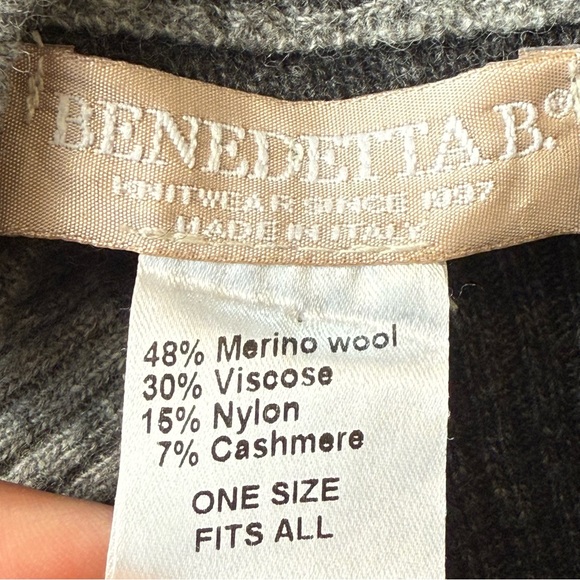 BENEDETTA B.®
KNITWEAR SINCE 1997
MADE IN ITALY
48% Merino wool
30% Viscose
15% Nylon
7% Cashmere
ONE SIZE
FITS ALL